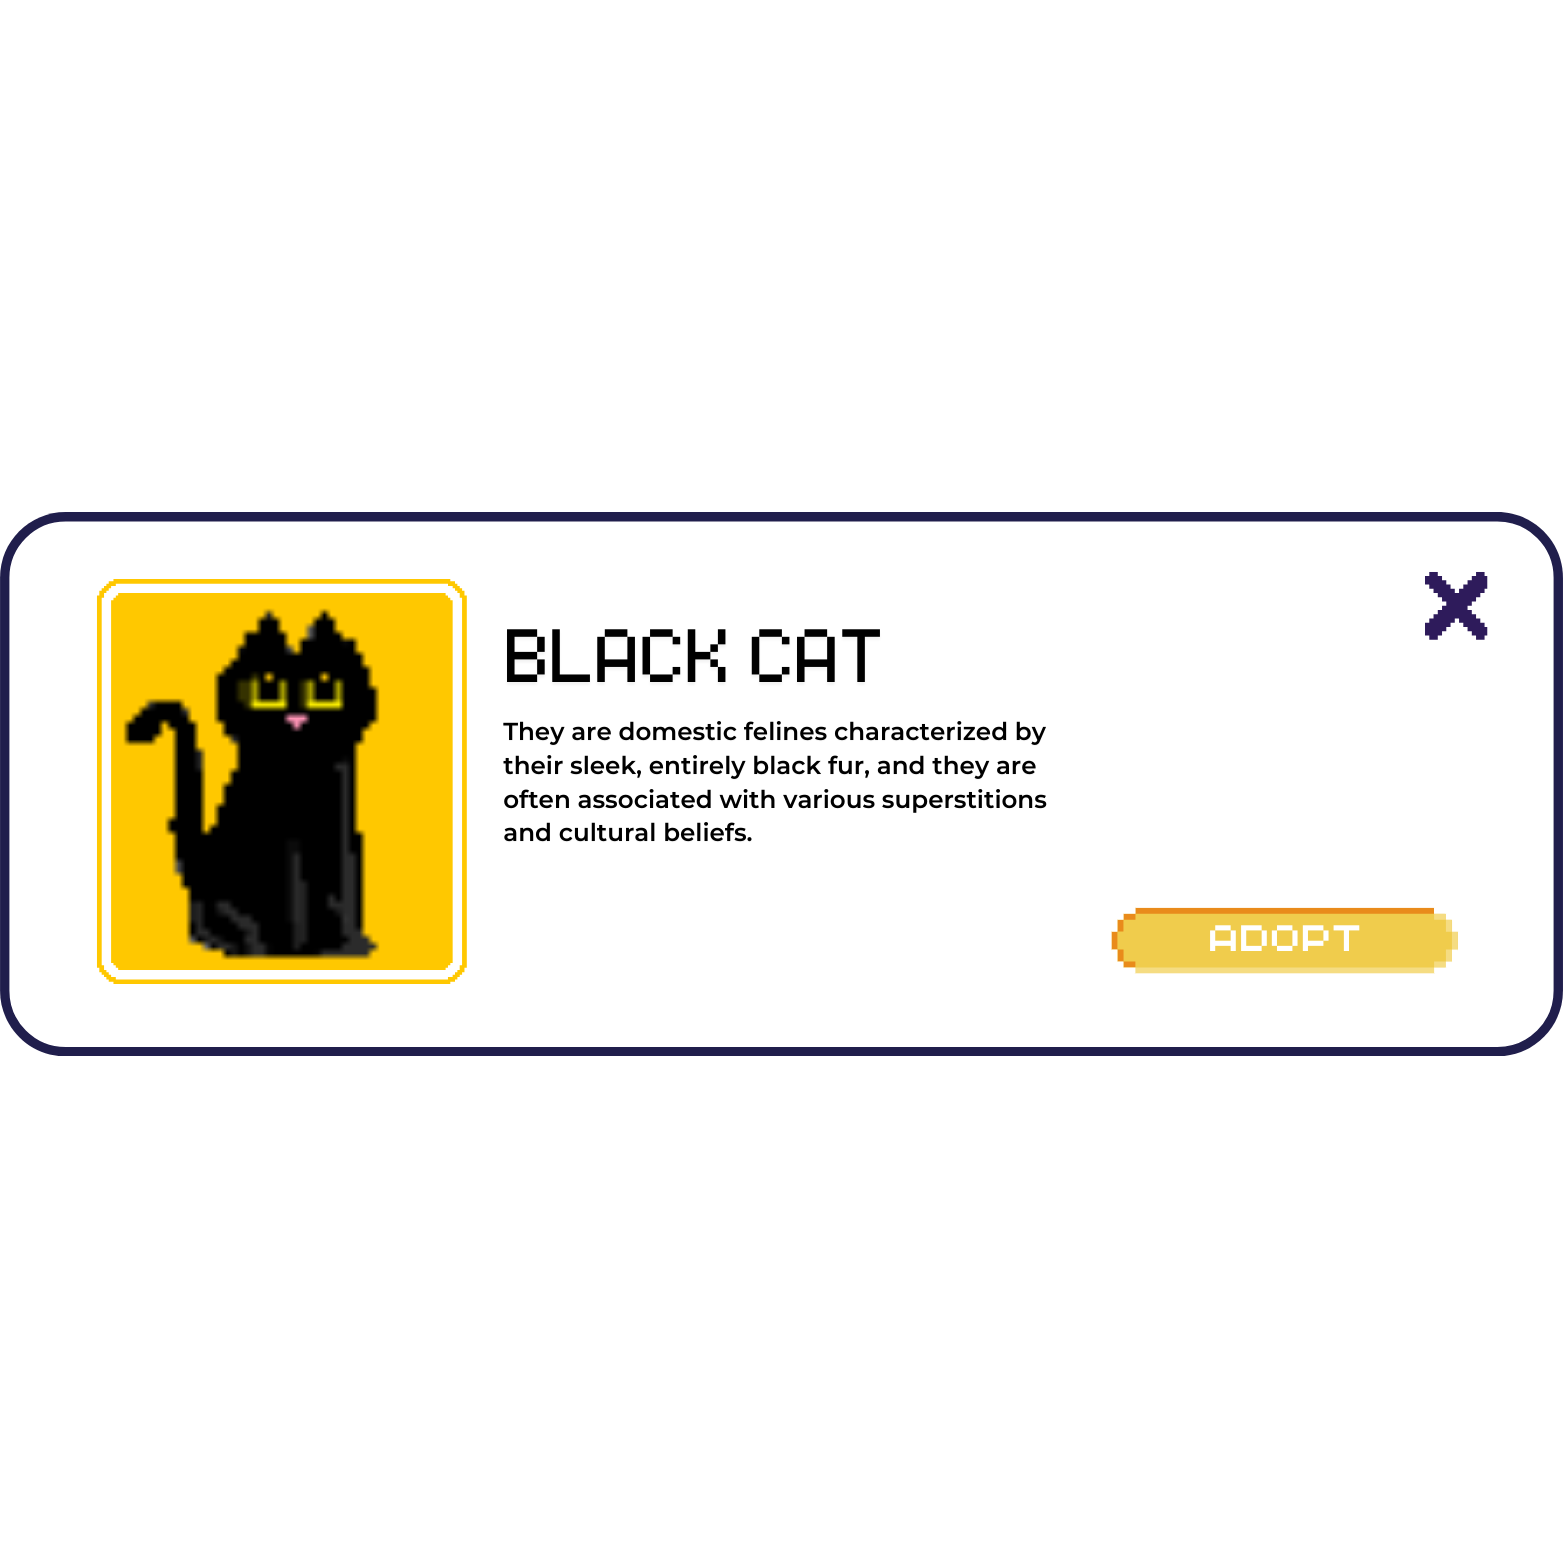 BLACK CAT
They are domestic felines characterized by
their sleek, entirely black fur, and they are
often associated with various superstitions
and cultural beliefs.
ADOPT